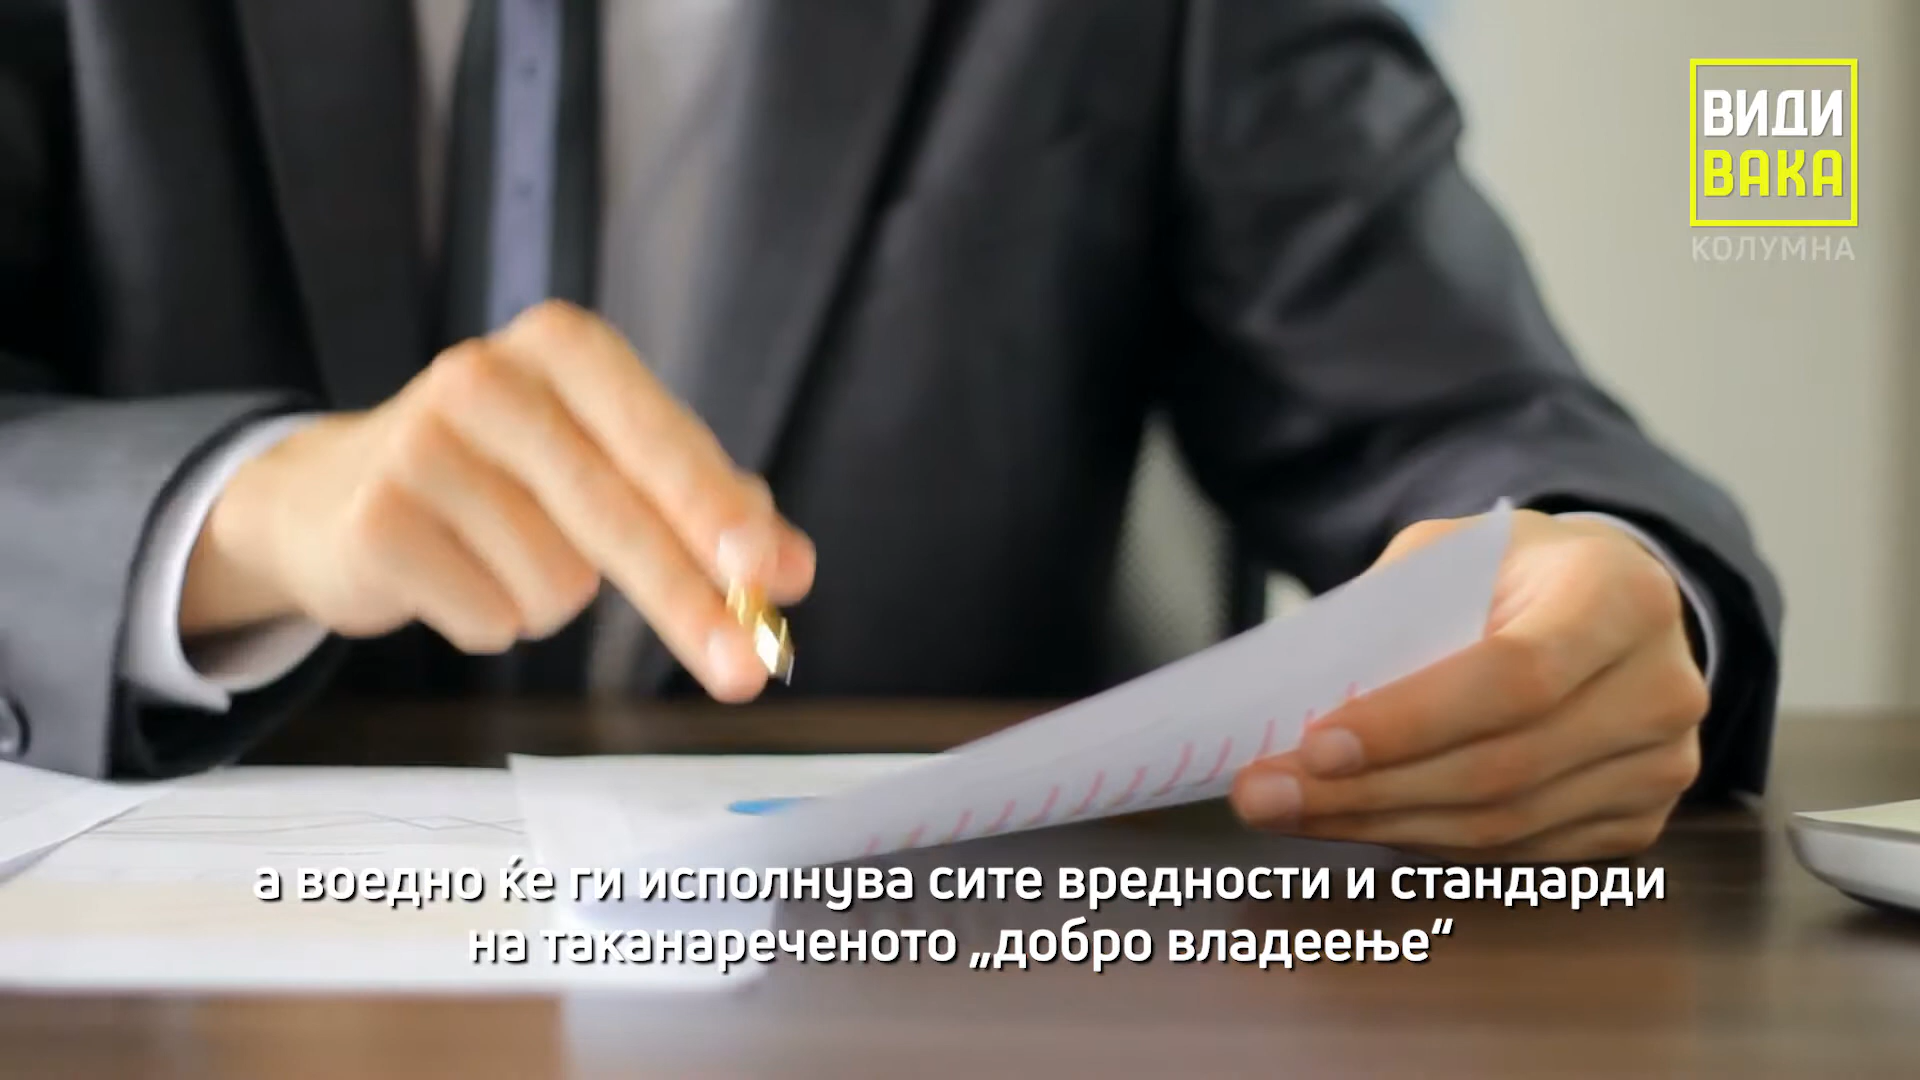 ВИДИ
ВАКА
КОЛУМНА
а воедно ќе ги исполнува сите вредности и стандарди
на таканареченото „добро владеење“